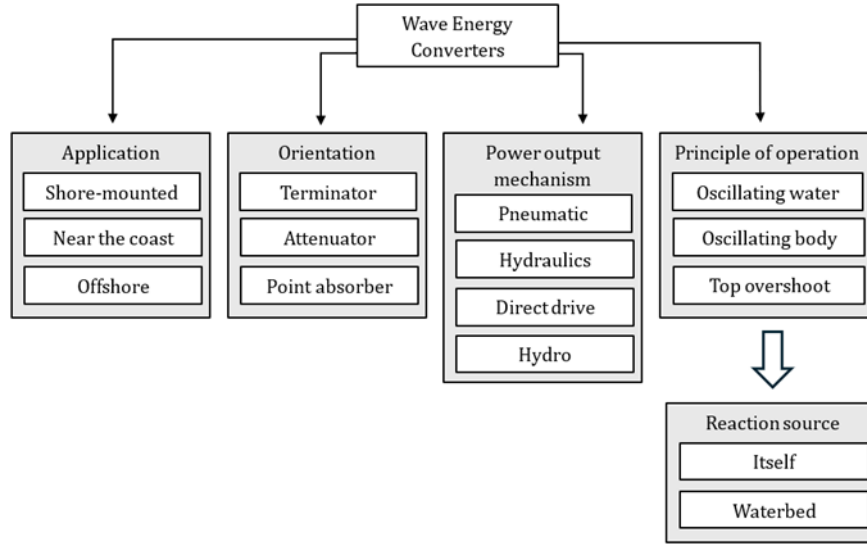 Wave Energy
Converters
Application
Shore-mounted
Near the coast
Offshore
Orientation
Terminator
Attenuator
Point absorber
Power output
mechanism
Pneumatic
Hydraulics
Direct drive
Hydro
Principle of operation
Oscillating water
Oscillating body
Top overshoot
Reaction source
Itself
Waterbed